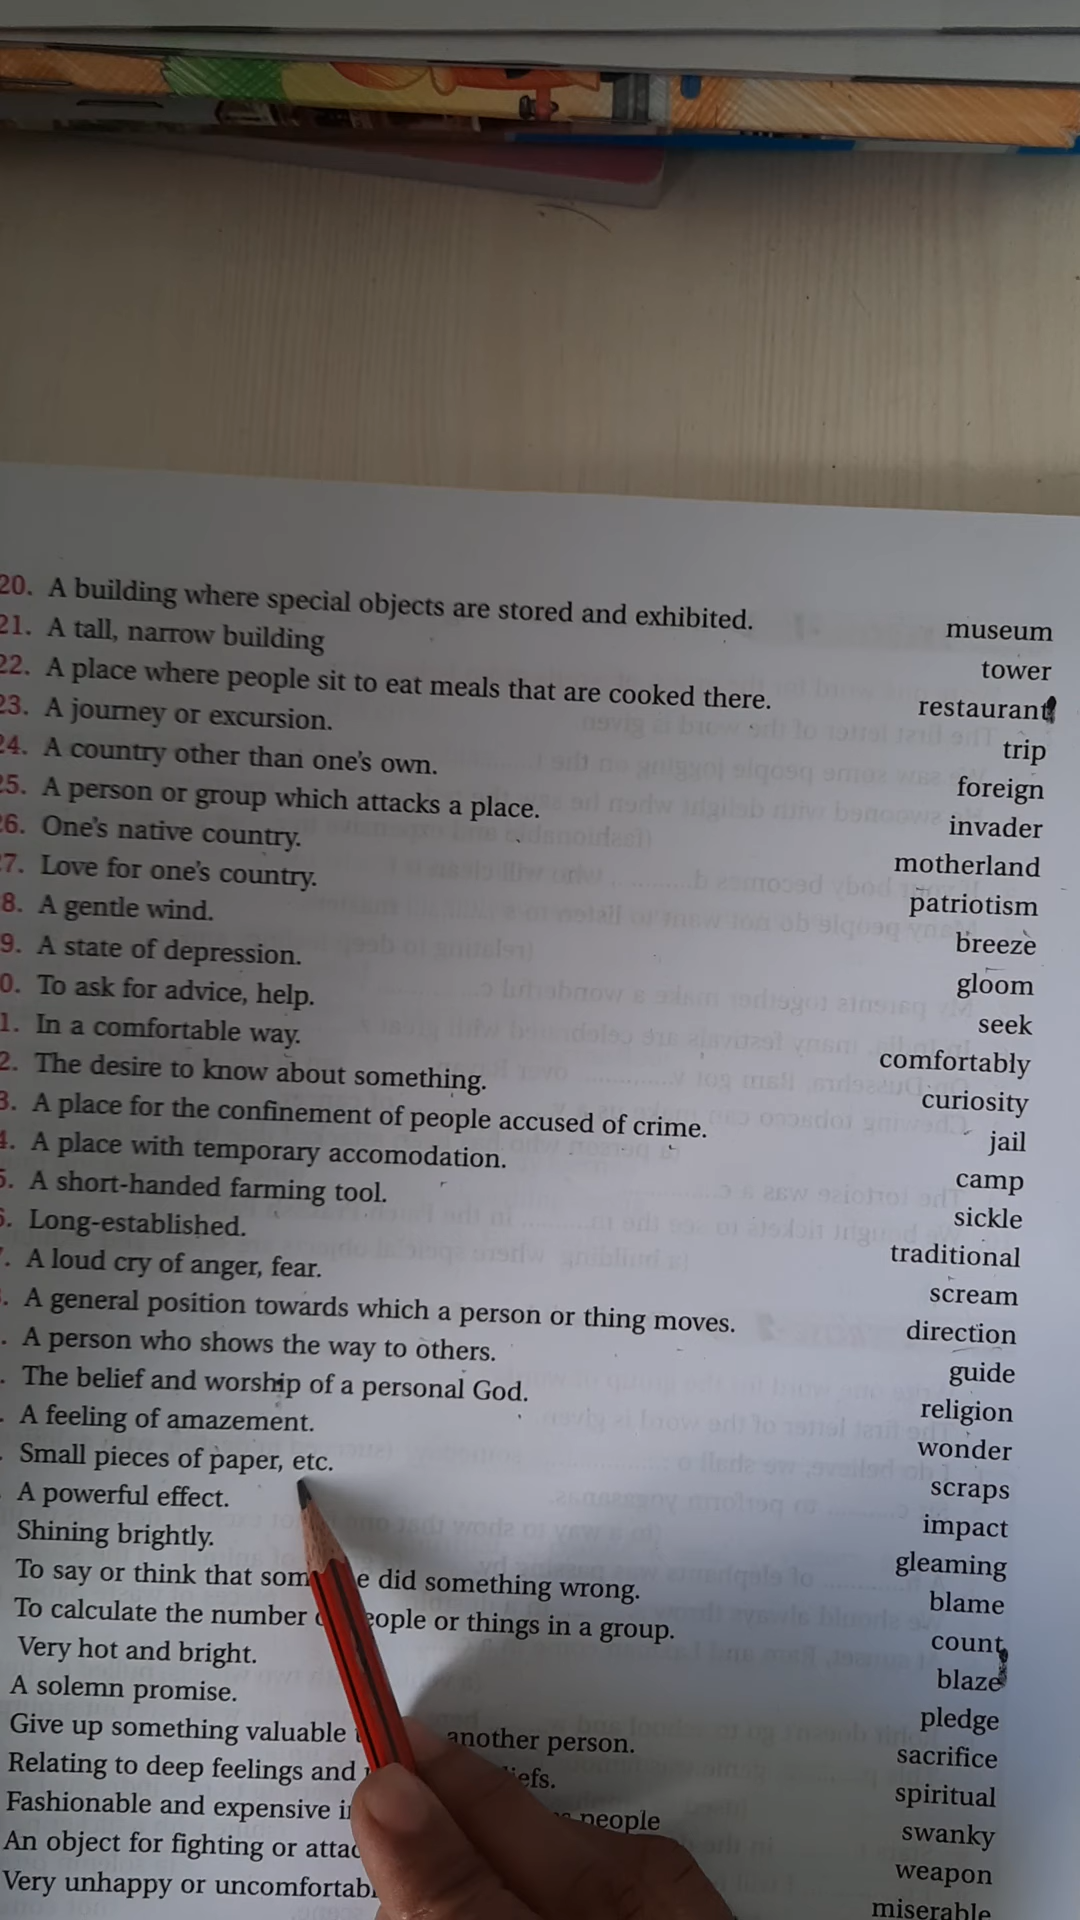 20. A building where special objects are stored and exhibited. museum
21. A tall, narrow building tower
22. A place where people sit to eat meals that are cooked there. restaurant
23. A journey or excursion. trip
24. A country other than one's own. foreign
25. A person or group which attacks a place. invader
26. One's native country. motherland
7. Love for one's country. patriotism
8. A gentle wind. breeze
9. A state of depression. gloom
0. To ask for advice, help. seek
1. In a comfortable way. comfortably
2. The desire to know about something. curiosity
3. A place for the confinement of people accused of crime. jail
4. A place with temporary accomodation. camp
5. A short-handed farming tool. sickle
6. Long-established. traditional
. A loud cry of anger, fear. scream
. A general position towards which a person or thing moves. direction
. A person who shows the way to others. guide
. The belief and worship of a personal God. religion
. A feeling of amazement. wonder
Small pieces of paper, etc. scraps
A powerful effect. impact
Shining brightly. gleaming
To say or think that did something wrong. blame
To calculate the number people or things in a group. count
Very hot and bright. blaze
A solemn promise. pledge
Give up something valuable another person. sacrifice
Relating to deep feelings and spiritual
Fashionable and expensive people swanky
An object for fighting or weapon
Very unhappy or miserable